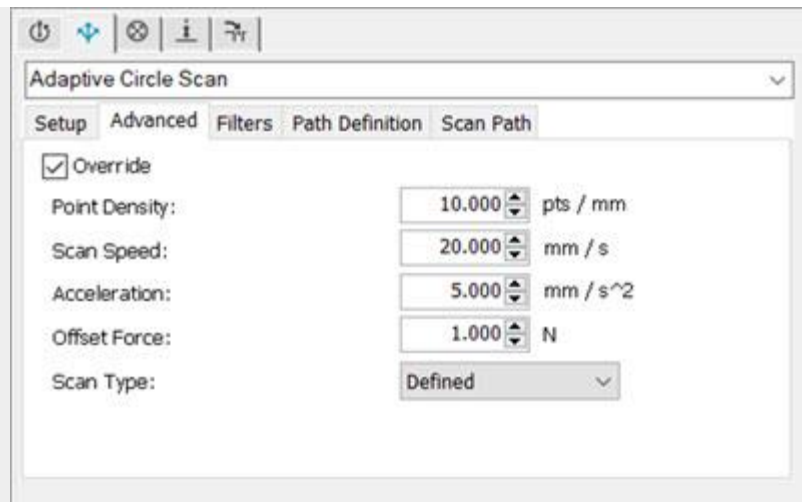 Adaptive Circle Scan
Setup Advanced Filters Path Definition Scan Path
Override
Point Density: 10.000 pts / mm
Scan Speed: 20.000 mm / s
Acceleration: 5.000 mm / s^2
Offset Force: 1.000 N
Scan Type: Defined